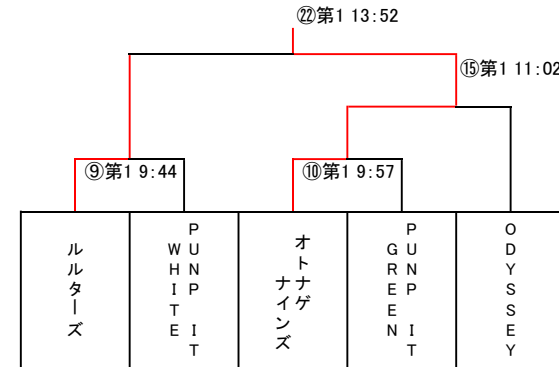 ㉒第1 13:52
⑮第1 11:02
⑨第1 9:44
⑩第1 9:57
ルルターズ
PUNP IT
WHITE
オトナゲ
ナインズ
PUNP IT
GREEN
ODYSSEY